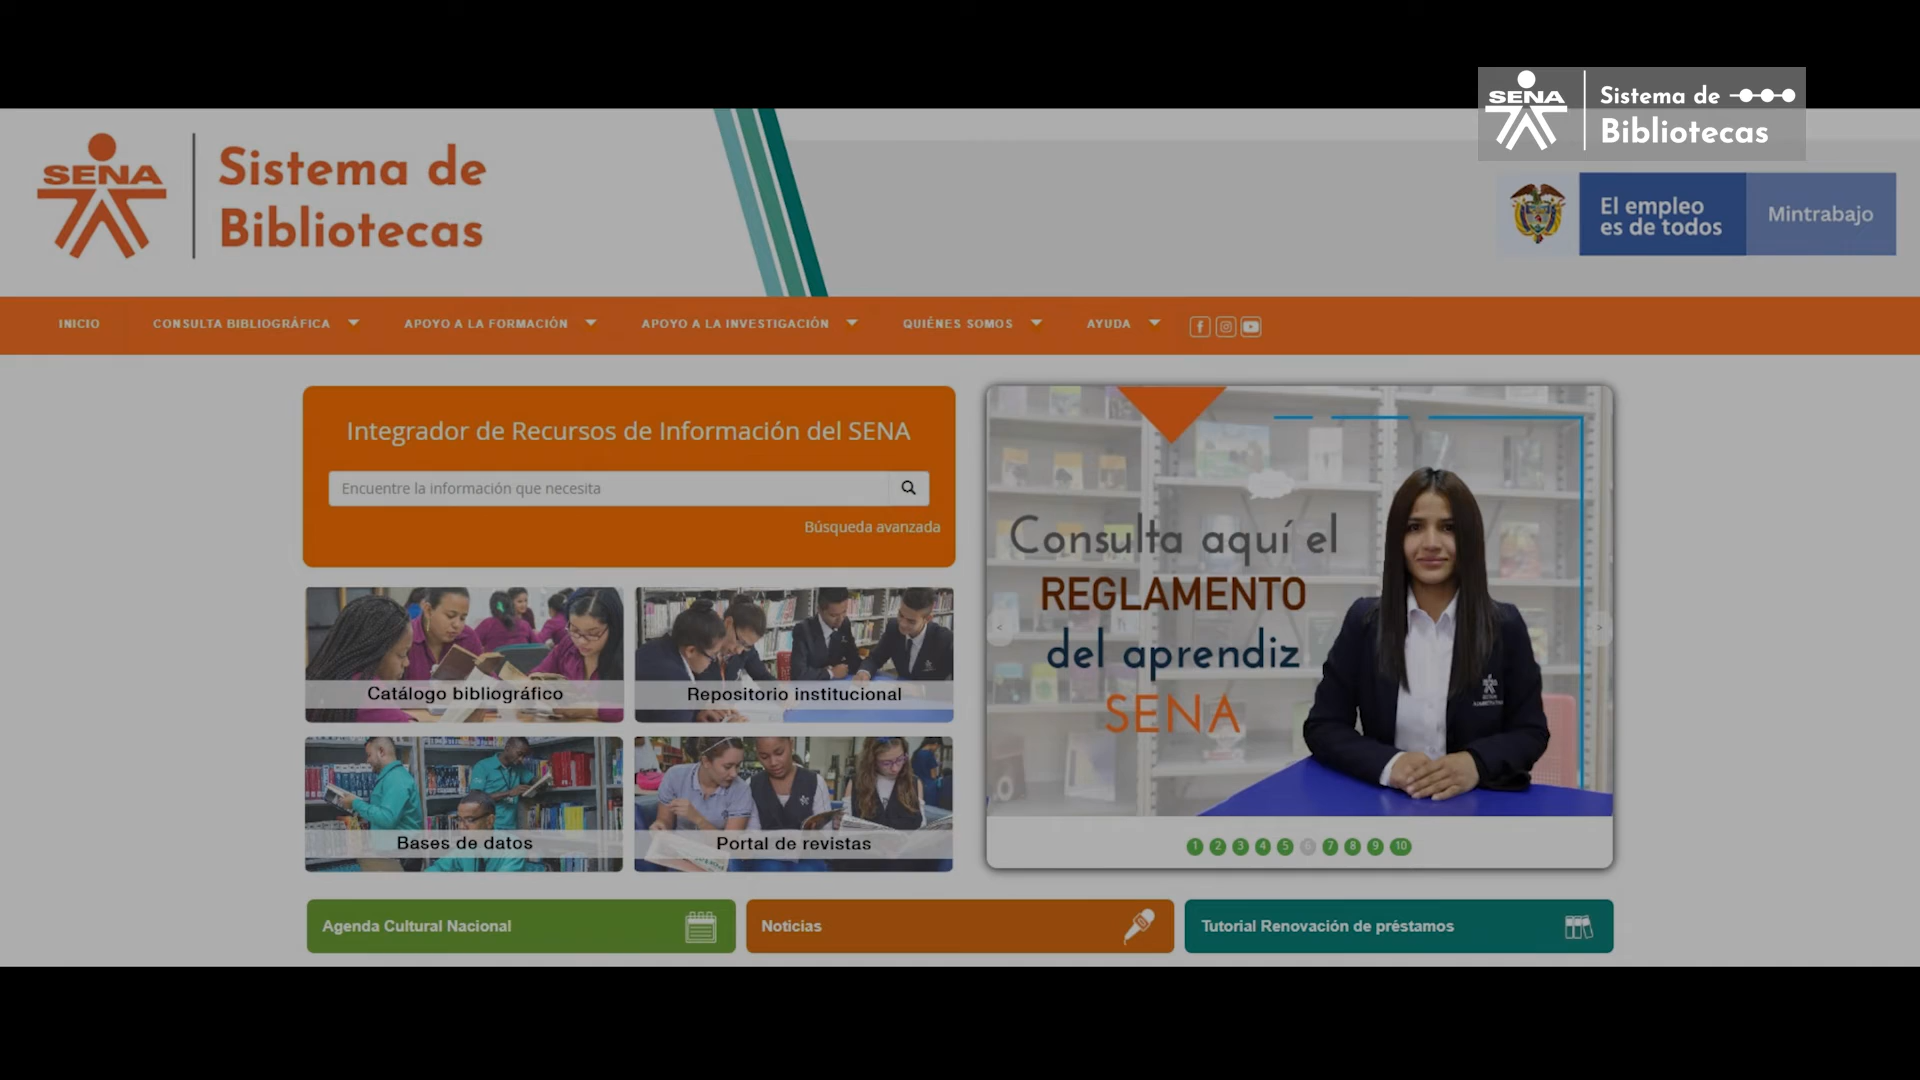 SENA
Sistema de
Bibliotecas
SENA
Sistema de
Bibliotecas
El empleo
es de todos
Mintrabajo
INICIO
CONSULTA BIBLIOGRÁFICA
APOYO A LA FORMACIÓN
APOYO A LA INVESTIGACIÓN
QUIÉNES SOMOS
AYUDA
Integrador de Recursos de Información del SENA
Encuentre la información que necesita
Búsqueda avanzada
Catálogo bibliográfico
Repositorio institucional
Bases de datos
Portal de revistas
Consulta aquí el
REGLAMENTO
del aprendiz
SENA
< >
1 2 3 4 5 6 7 8 9 10
Agenda Cultural Nacional
Noticias
Tutorial Renovación de préstamos